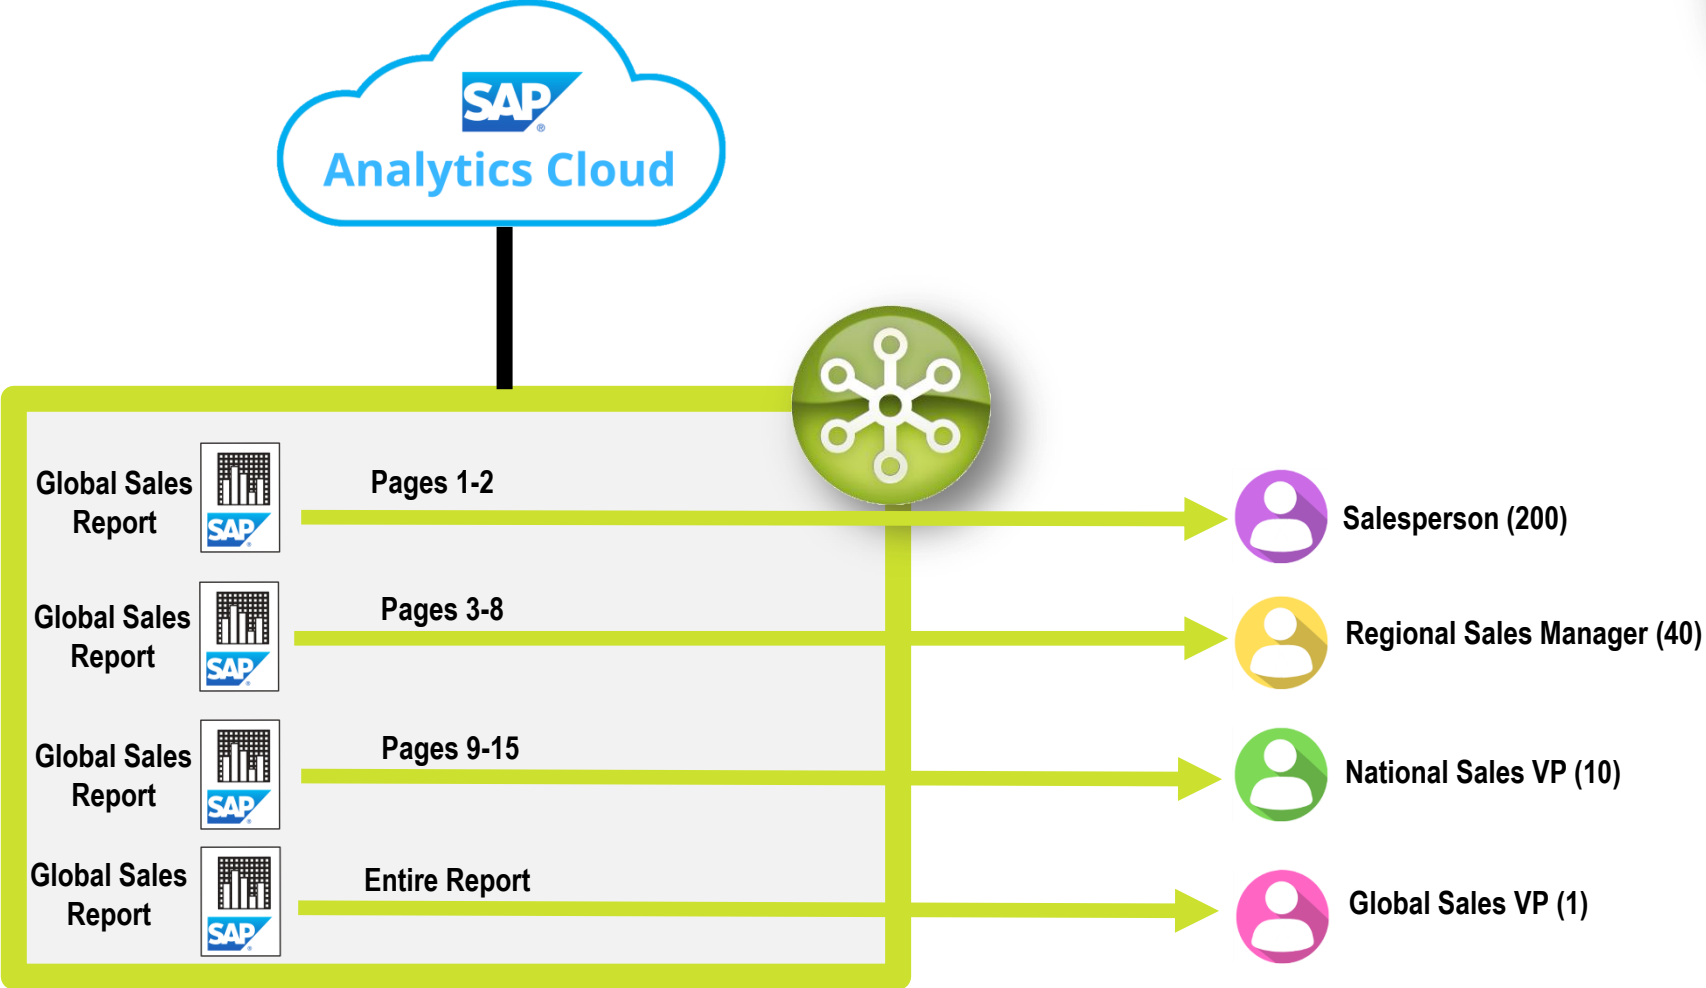 SAP
®
Analytics Cloud
Global Sales
Report
SAP
Pages 1-2
Salesperson (200)
Global Sales
Report
SAP
Pages 3-8
Regional Sales Manager (40)
Global Sales
Report
SAP
Pages 9-15
National Sales VP (10)
Global Sales
Report
SAP
Entire Report
Global Sales VP (1)